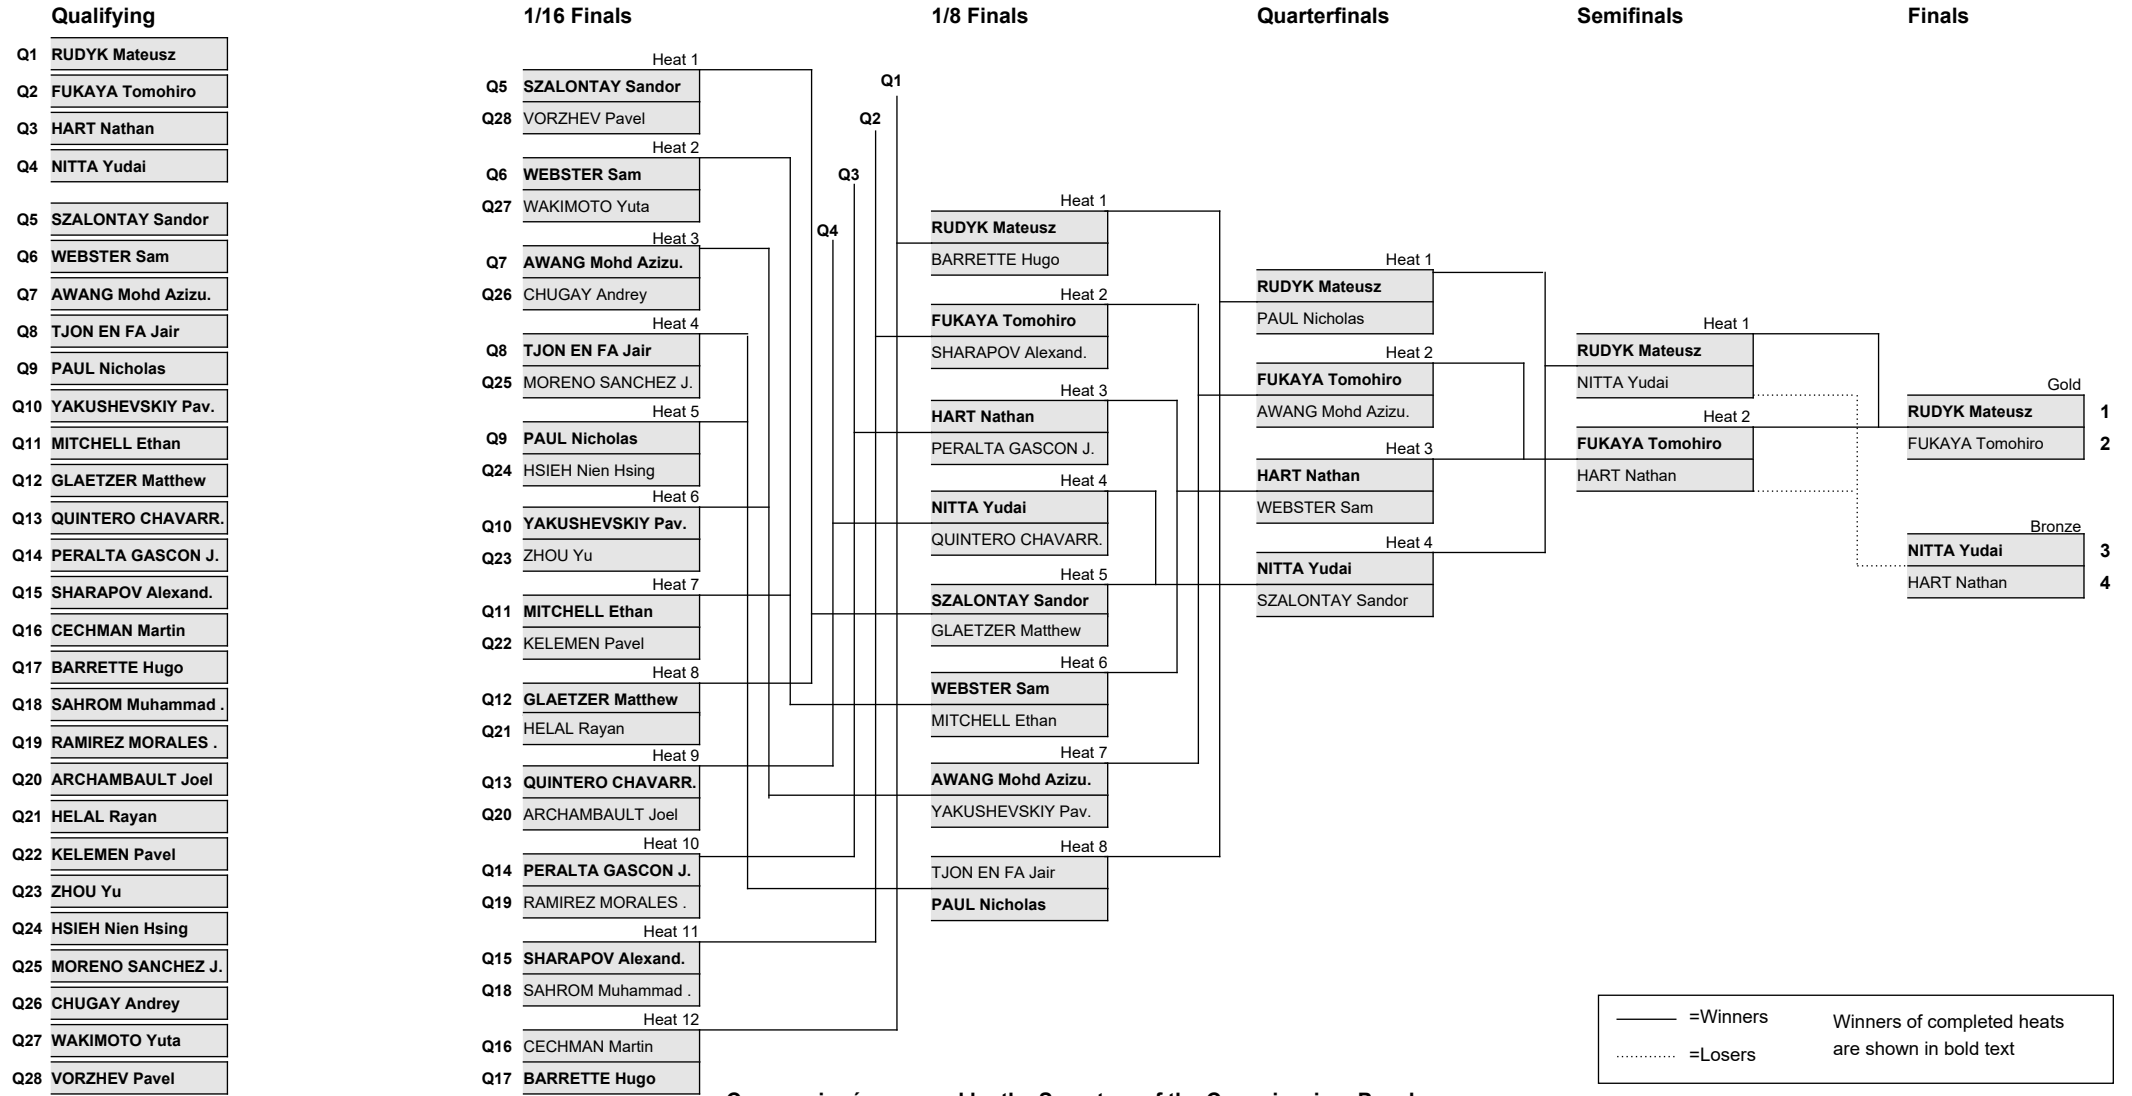 Qualifying
1/16 Finals
1/8 Finals
Quarterfinals
Semifinals
Finals
Q1 RUDYK Mateusz
Q2 FUKAYA Tomohiro
Q3 HART Nathan
Q4 NITTA Yudai
Q5 SZALONTAY Sandor
Q6 WEBSTER Sam
Q7 AWANG Mohd Azizu.
Q8 TJON EN FA Jair
Q9 PAUL Nicholas
Q10 YAKUSHEVSKIY Pav.
Q11 MITCHELL Ethan
Q12 GLAETZER Matthew
Q13 QUINTERO CHAVARR.
Q14 PERALTA GASCON J.
Q15 SHARAPOV Alexand.
Q16 CECHMAN Martin
Q17 BARRETTE Hugo
Q18 SAHROM Muhammad .
Q19 RAMIREZ MORALES .
Q20 ARCHAMBAULT Joel
Q21 HELAL Rayan
Q22 KELEMEN Pavel
Q23 ZHOU Yu
Q24 HSIEH Nien Hsing
Q25 MORENO SANCHEZ J.
Q26 CHUGAY Andrey
Q27 WAKIMOTO Yuta
Q28 VORZHEV Pavel
Heat 1
Q5 SZALONTAY Sandor
Q28 VORZHEV Pavel
Heat 2
Q6 WEBSTER Sam
Q27 WAKIMOTO Yuta
Heat 3
Q7 AWANG Mohd Azizu.
Q26 CHUGAY Andrey
Heat 4
Q8 TJON EN FA Jair
Q25 MORENO SANCHEZ J.
Heat 5
Q9 PAUL Nicholas
Q24 HSIEH Nien Hsing
Heat 6
Q10 YAKUSHEVSKIY Pav.
Q23 ZHOU Yu
Heat 7
Q11 MITCHELL Ethan
Q22 KELEMEN Pavel
Heat 8
Q12 GLAETZER Matthew
Q21 HELAL Rayan
Heat 9
Q13 QUINTERO CHAVARR.
Q20 ARCHAMBAULT Joel
Heat 10
Q14 PERALTA GASCON J.
Q19 RAMIREZ MORALES .
Heat 11
Q15 SHARAPOV Alexand.
Q18 SAHROM Muhammad .
Heat 12
Q16 CECHMAN Martin
Q17 BARRETTE Hugo
Q1
Q2
Q3
Q4
Heat 1
RUDYK Mateusz
BARRETTE Hugo
Heat 2
FUKAYA Tomohiro
SHARAPOV Alexand.
Heat 3
HART Nathan
PERALTA GASCON J.
Heat 4
NITTA Yudai
QUINTERO CHAVARR.
Heat 5
SZALONTAY Sandor
GLAETZER Matthew
Heat 6
WEBSTER Sam
MITCHELL Ethan
Heat 7
AWANG Mohd Azizu.
YAKUSHEVSKIY Pav.
Heat 8
TJON EN FA Jair
PAUL Nicholas
Heat 1
RUDYK Mateusz
PAUL Nicholas
Heat 2
FUKAYA Tomohiro
AWANG Mohd Azizu.
Heat 3
HART Nathan
WEBSTER Sam
Heat 4
NITTA Yudai
SZALONTAY Sandor
Heat 1
RUDYK Mateusz
NITTA Yudai
Heat 2
FUKAYA Tomohiro
HART Nathan
Gold
RUDYK Mateusz 1
FUKAYA Tomohiro 2
Bronze
NITTA Yudai 3
HART Nathan 4
=Winners
=Losers
Winners of completed heats
are shown in bold text